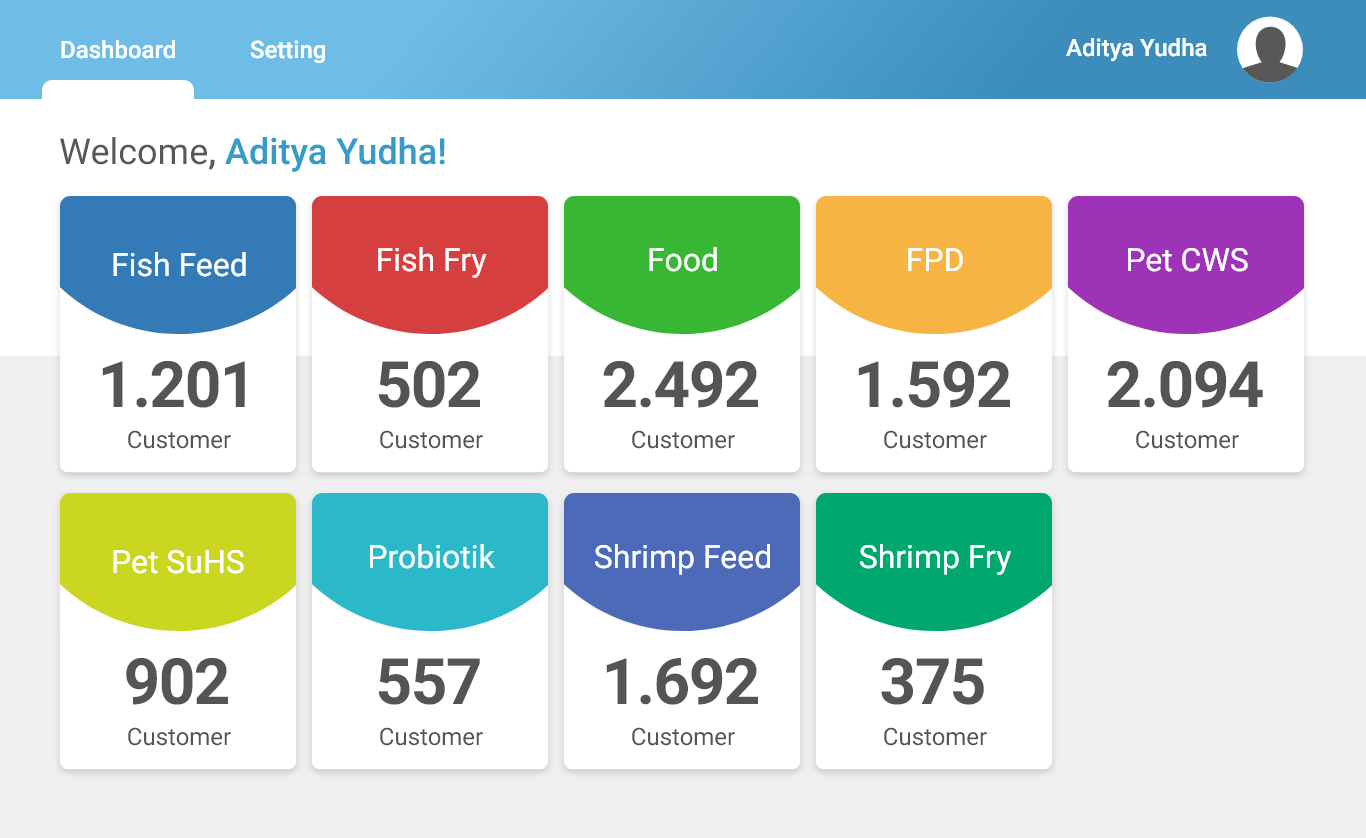 Dashboard Setting Aditya Yudha
Welcome, Aditya Yudha!
Fish Feed
1.201
Customer
Fish Fry
502
Customer
Food
2.492
Customer
FPD
1.592
Customer
Pet CWS
2.094
Customer
Pet SuHS
902
Customer
Probiotik
557
Customer
Shrimp Feed
1.692
Customer
Shrimp Fry
375
Customer